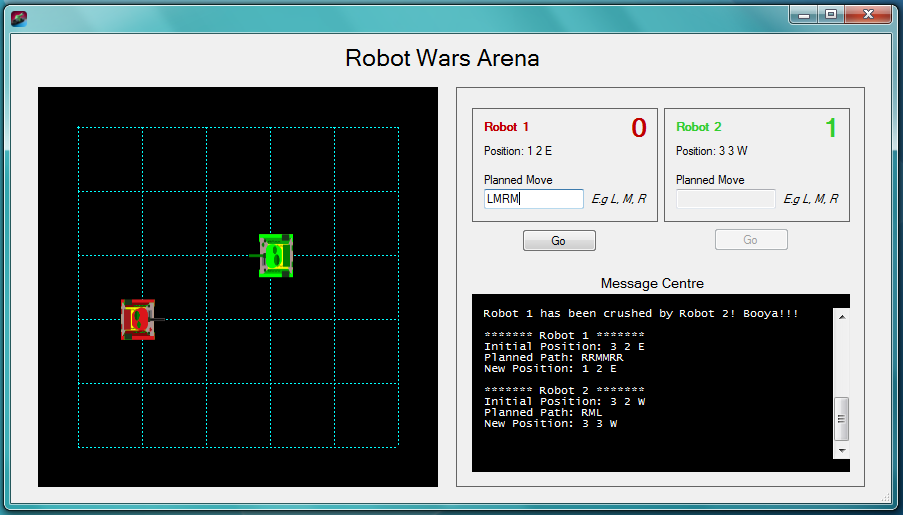 Robot Wars Arena
Robot 1 0
Position: 1 2 E
Planned Move
LMRM E.g L, M, R
Go
Robot 2 1
Position: 3 3 W
Planned Move
E.g L, M, R
Go
Message Centre
Robot 1 has been crushed by Robot 2! Booya!!!
******* Robot 1 *******
Initial Position: 3 2 E
Planned Path: RRMMRR
New Position: 1 2 E
******* Robot 2 *******
Initial Position: 3 2 W
Planned Path: RML
New Position: 3 3 W